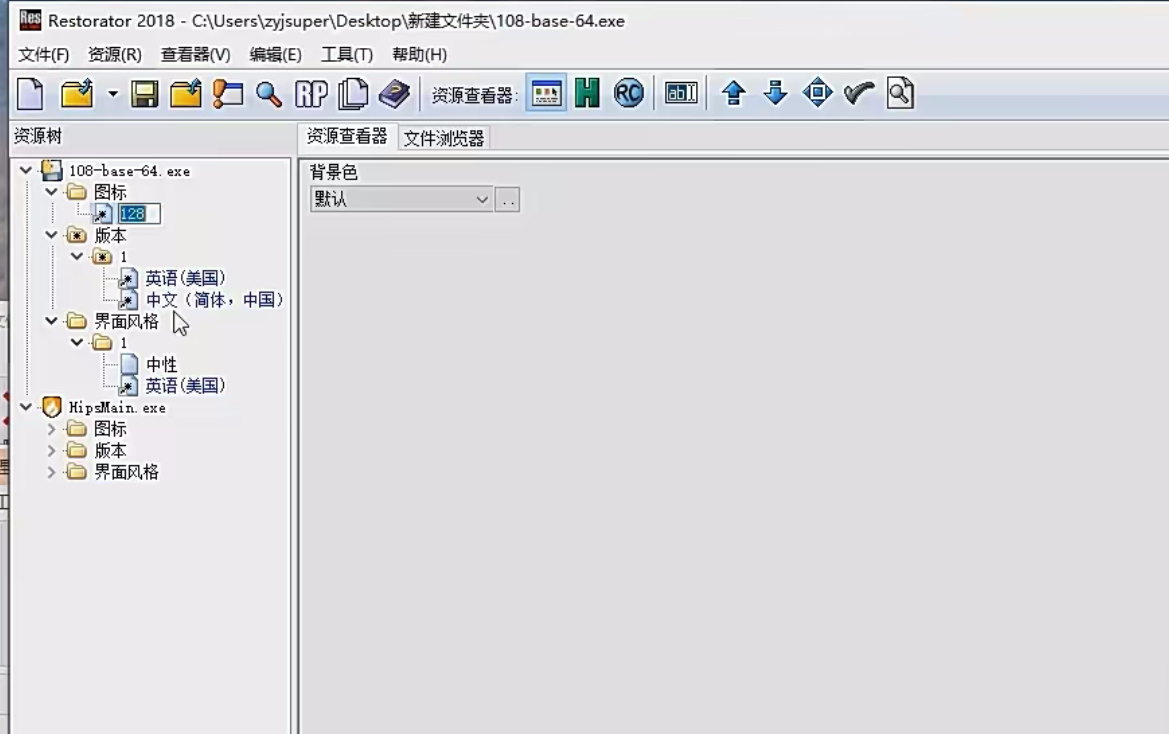 Restorator 2018 - C:\Users\zyjsuper\Desktop\新建文件夹\108-base-64.exe
文件(F) 资源(R) 查看器(V) 编辑(E) 工具(T) 帮助(H)
RP 资源查看器: H RC ab
资源树
资源查看器 文件浏览器
108-base-64.exe
图标
128
版本
1
英语(美国)
中文（简体，中国）
界面风格
1
中性
英语(美国)
HipsMain.exe
图标
版本
界面风格
背景色
默认
..